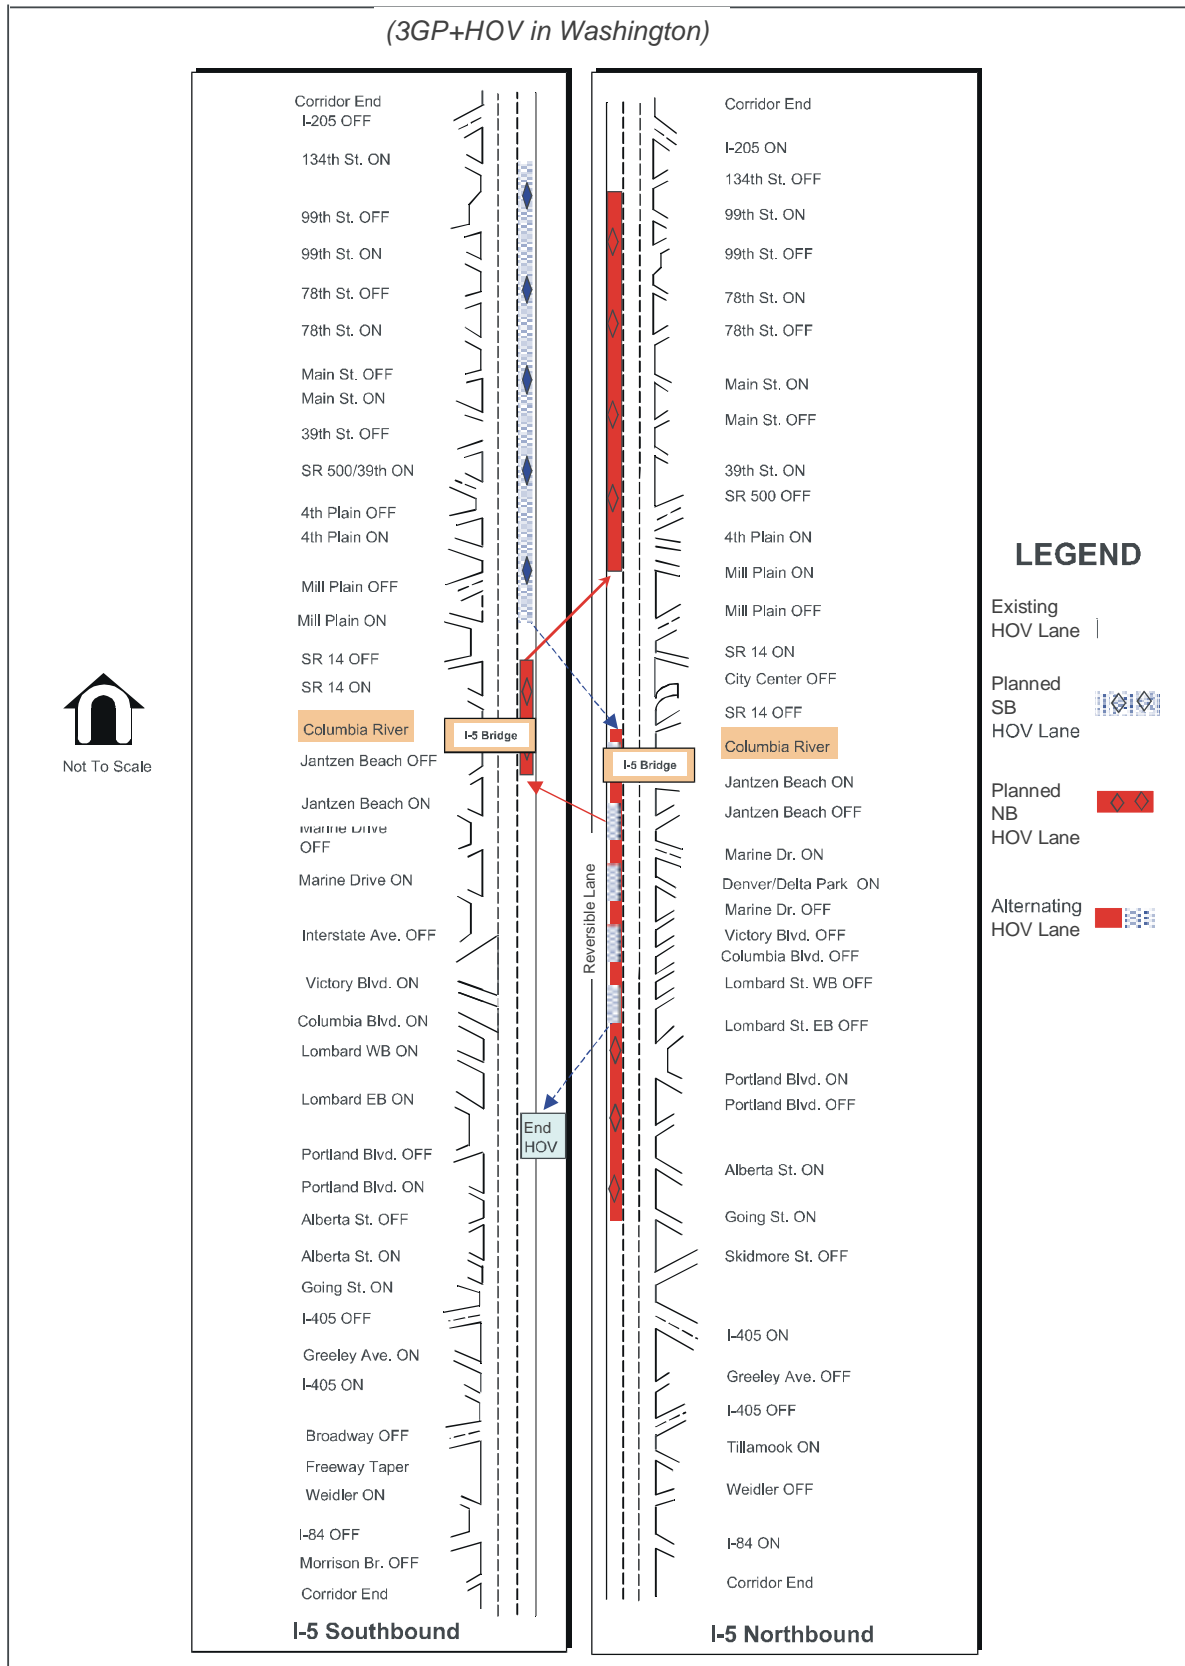 (3GP+HOV in Washington)
Corridor End
I-205 OFF
134th St. ON
99th St. OFF
99th St. ON
78th St. OFF
78th St. ON
Main St. OFF
Main St. ON
39th St. OFF
SR 500/39th ON
4th Plain OFF
4th Plain ON
Mill Plain OFF
Mill Plain ON
SR 14 OFF
SR 14 ON
Columbia River
I-5 Bridge
Jantzen Beach OFF
Jantzen Beach ON
Marine Drive
OFF
Marine Drive ON
Interstate Ave. OFF
Victory Blvd. ON
Columbia Blvd. ON
Lombard WB ON
Lombard EB ON
End
HOV
Portland Blvd. OFF
Portland Blvd. ON
Alberta St. OFF
Alberta St. ON
Going St. ON
I-405 OFF
Greeley Ave. ON
I-405 ON
Broadway OFF
Freeway Taper
Weidler ON
I-84 OFF
Morrison Br. OFF
Corridor End
I-5 Southbound
Reversible Lane
Corridor End
I-205 ON
134th St. OFF
99th St. ON
99th St. OFF
78th St. ON
78th St. OFF
Main St. ON
Main St. OFF
39th St. ON
SR 500 OFF
4th Plain ON
Mill Plain ON
Mill Plain OFF
SR 14 ON
City Center OFF
SR 14 OFF
Columbia River
I-5 Bridge
Jantzen Beach ON
Jantzen Beach OFF
Marine Dr. ON
Denver/Delta Park ON
Marine Dr. OFF
Victory Blvd. OFF
Columbia Blvd. OFF
Lombard St. WB OFF
Lombard St. EB OFF
Portland Blvd. ON
Portland Blvd. OFF
Alberta St. ON
Going St. ON
Skidmore St. OFF
I-405 ON
Greeley Ave. OFF
I-405 OFF
Tillamook ON
Weidler OFF
I-84 ON
Corridor End
I-5 Northbound
Not To Scale
LEGEND
Existing
HOV Lane
Planned
SB
HOV Lane
Planned
NB
HOV Lane
Alternating
HOV Lane